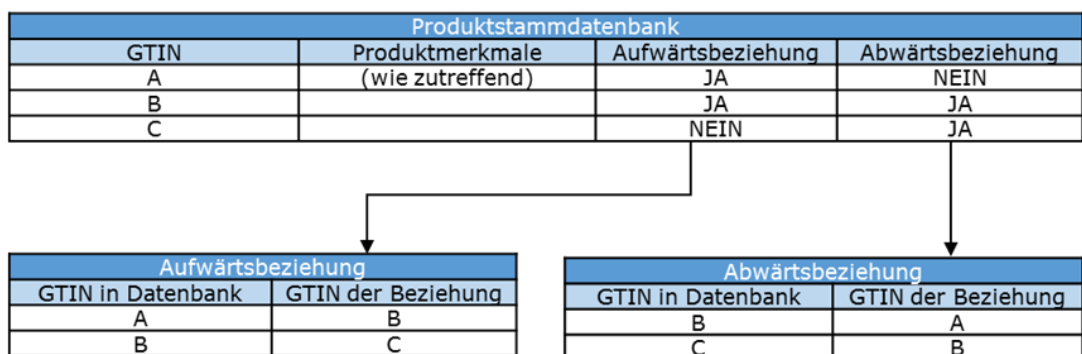 Produktstammdatenbank
GTIN Produktmerkmale Aufwärtsbeziehung Abwärtsbeziehung
A (wie zutreffend) JA NEIN
B JA JA
C NEIN JA
Aufwärtsbeziehung
GTIN in Datenbank GTIN der Beziehung
A B
B C
Abwärtsbeziehung
GTIN in Datenbank GTIN der Beziehung
B A
C B